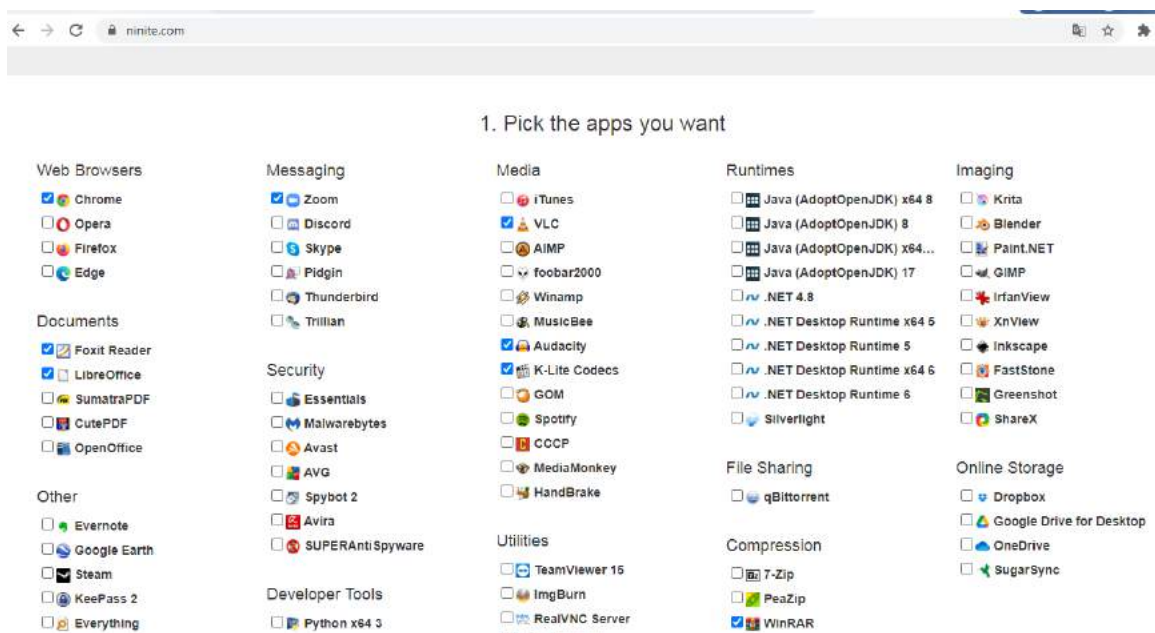 ninite.com
1. Pick the apps you want
Web Browsers
Chrome
Opera
Firefox
Edge
Documents
Foxit Reader
LibreOffice
SumatraPDF
CutePDF
OpenOffice
Other
Evernote
Google Earth
Steam
KeePass 2
Everything
Messaging
Zoom
Discord
Skype
Pidgin
Thunderbird
Trillian
Security
Essentials
Malwarebytes
Avast
AVG
Spybot 2
Avira
SUPERAntiSpyware
Developer Tools
Python x64 3
Media
iTunes
VLC
AIMP
foobar2000
Winamp
MusicBee
Audacity
K-Lite Codecs
GOM
Spotify
CCCP
MediaMonkey
HandBrake
Utilities
TeamViewer 15
ImgBurn
RealVNC Server
Runtimes
Java (AdoptOpenJDK) x64 8
Java (AdoptOpenJDK) 8
Java (AdoptOpenJDK) x64...
Java (AdoptOpenJDK) 17
.NET 4.8
.NET Desktop Runtime x64 5
.NET Desktop Runtime 5
.NET Desktop Runtime x64 6
.NET Desktop Runtime 6
Silverlight
File Sharing
qBittorrent
Compression
7-Zip
PeaZip
WinRAR
Imaging
Krita
Blender
Paint.NET
GIMP
IrfanView
XnView
Inkscape
FastStone
Greenshot
ShareX
Online Storage
Dropbox
Google Drive for Desktop
OneDrive
SugarSync